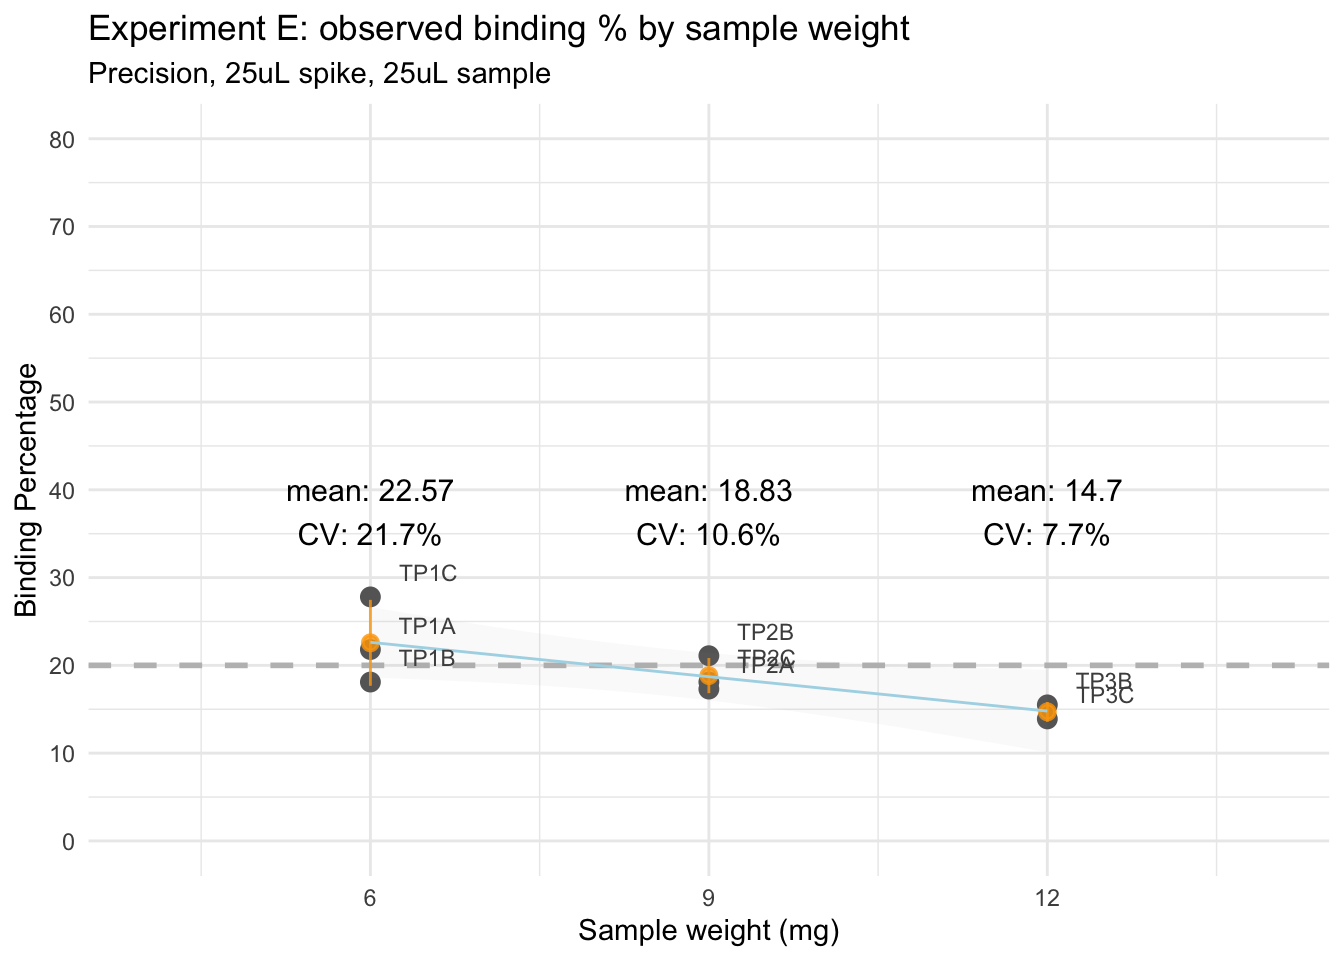 Experiment E: observed binding % by sample weight
Precision, 25uL spike, 25uL sample
80
70
60
50
40
30
20
10
0
Binding Percentage
mean: 22.57
CV: 21.7%
mean: 18.83
CV: 10.6%
mean: 14.7
CV: 7.7%
TP1C
TP1A
TP1B
TP2B
TP2C
TP2A
TP3B
TP3C
6
9
12
Sample weight (mg)